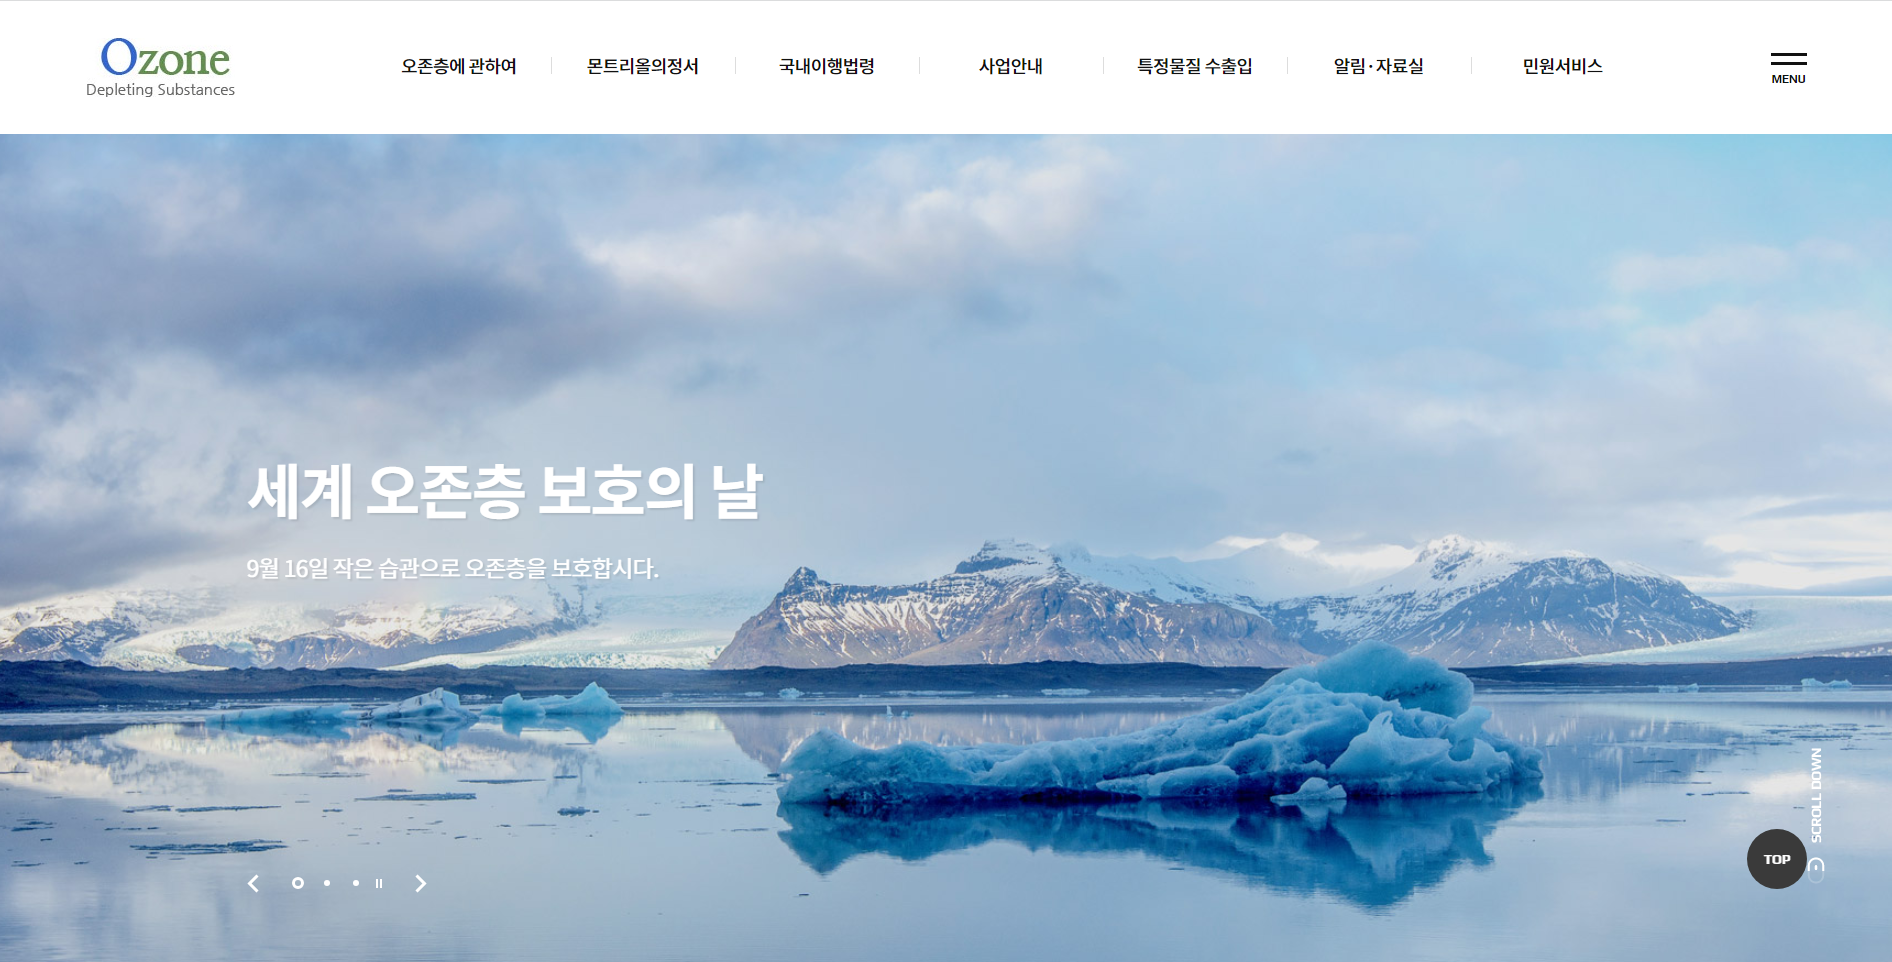 Ozone
Depleting Substances
오존층에 관하여
몬트리올의정서
국내이행법령
사업안내
특정물질 수출입
알림·자료실
민원서비스
MENU
세계 오존층 보호의 날
9월 16일 작은 습관으로 오존층을 보호합시다.
SCROLL DOWN
TOP